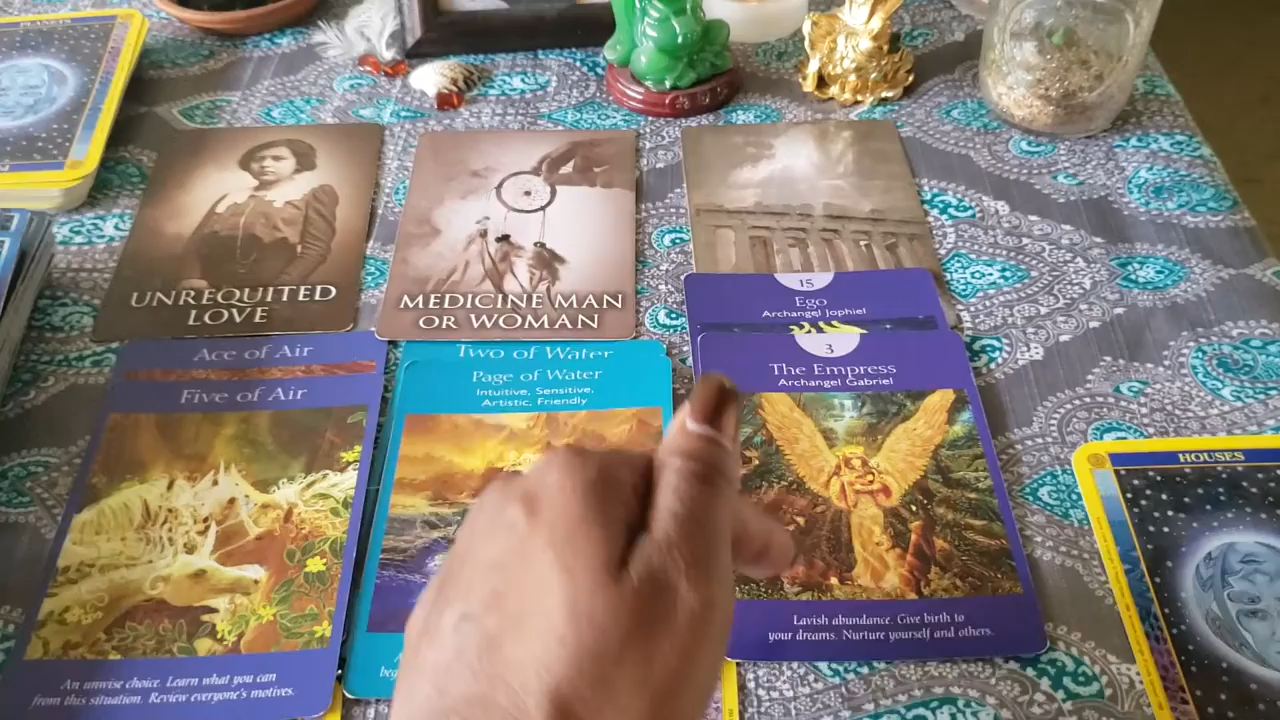 PLANETS
UNREQUITED
LOVE
MEDICINE MAN
OR WOMAN
15
Ego
Archangel Jophiel
Ace of Air
Five of Air
Two of Water
Page of Water
Intuitive, Sensitive,
Artistic, Friendly
3
The Empress
Archangel Gabriel
HOUSES
An unwise choice. Learn what you can
from this situation. Review everyone's motives.
Lavish abundance. Give birth to
your dreams. Nurture yourself and others.